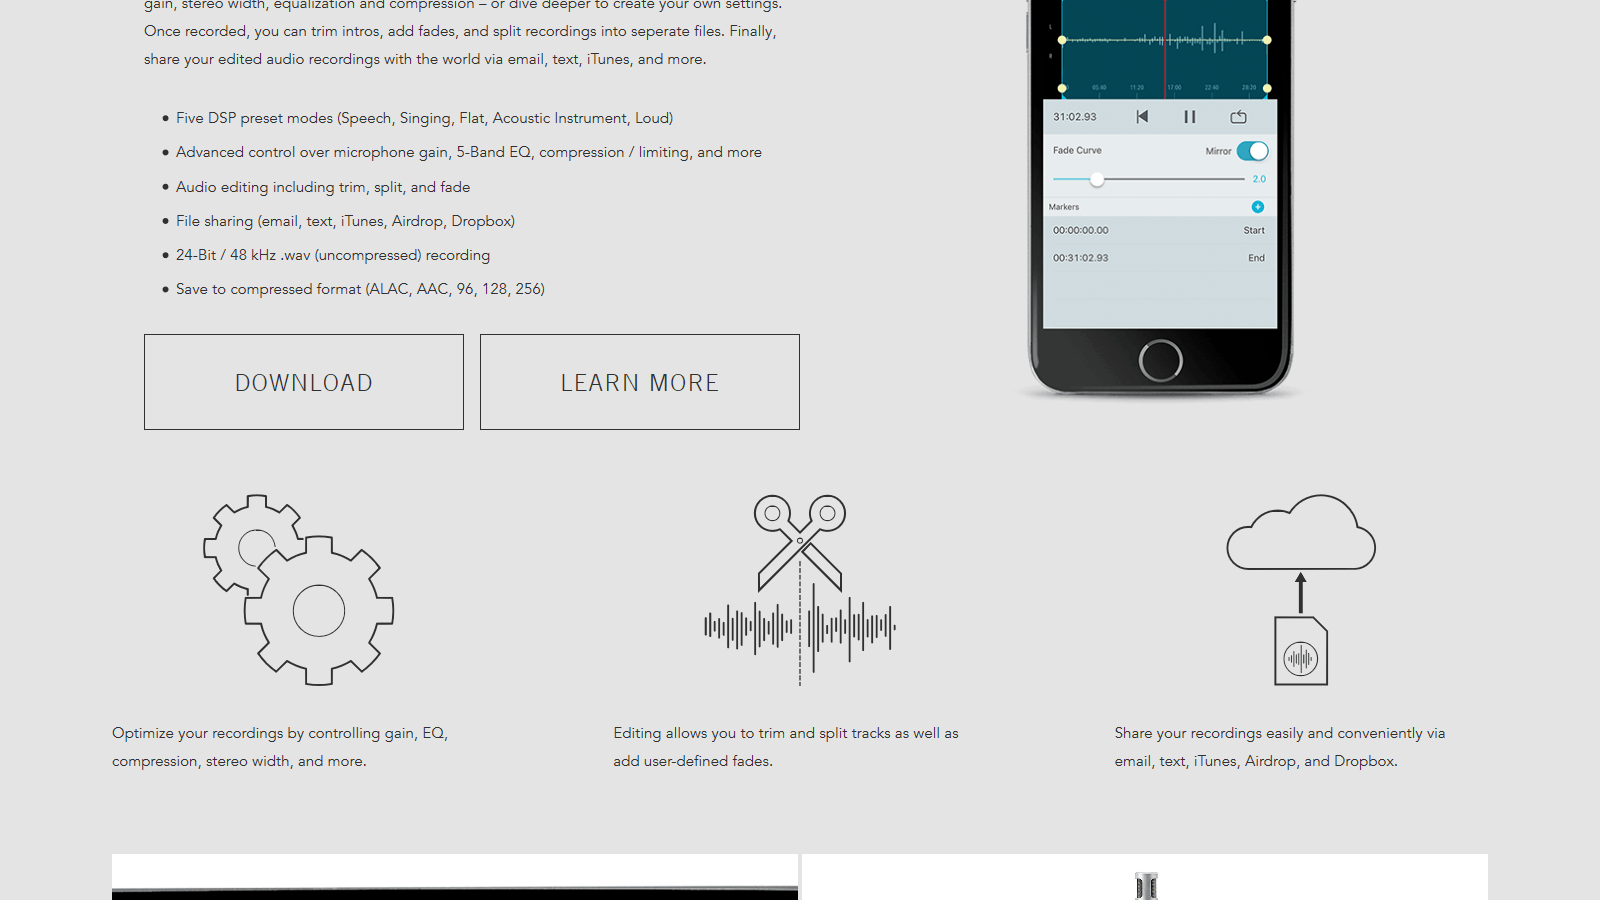 gain, stereo width, equalization and compression – or dive deeper to create your own settings.
Once recorded, you can trim intros, add fades, and split recordings into seperate files. Finally,
share your edited audio recordings with the world via email, text, iTunes, and more.
• Five DSP preset modes (Speech, Singing, Flat, Acoustic Instrument, Loud)
• Advanced control over microphone gain, 5-Band EQ, compression / limiting, and more
• Audio editing including trim, split, and fade
• File sharing (email, text, iTunes, Airdrop, Dropbox)
• 24-Bit / 48 kHz .wav (uncompressed) recording
• Save to compressed format (ALAC, AAC, 96, 128, 256)
DOWNLOAD
LEARN MORE
05:40 11:20 17:00 22:40 28:20
31:02.93
Fade Curve Mirror
2.0
Markers
00:00:00.00 Start
00:31:02.93 End
Optimize your recordings by controlling gain, EQ,
compression, stereo width, and more.
Editing allows you to trim and split tracks as well as
add user-defined fades.
Share your recordings easily and conveniently via
email, text, iTunes, Airdrop, and Dropbox.